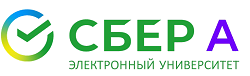 СБЕР А
ЭЛЕКТРОННЫЙ УНИВЕРСИТЕТ